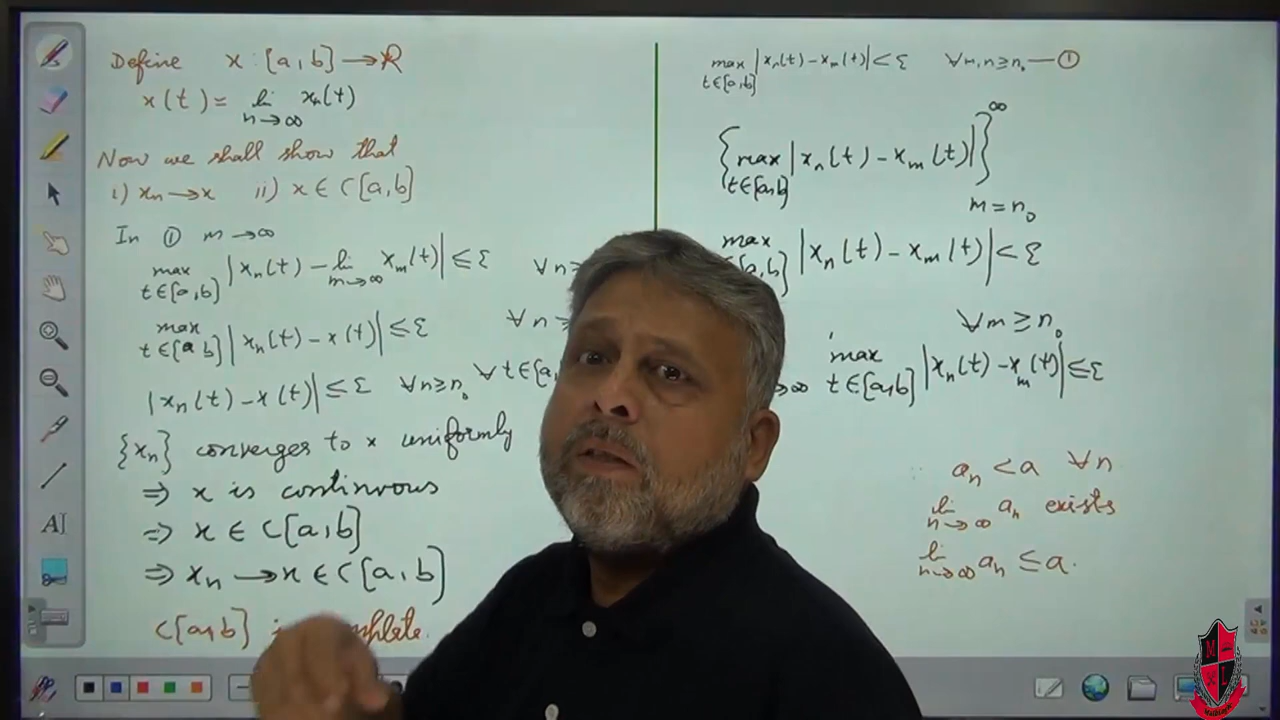 Define x : [a,b] → R
x(t) = lim n→∞ xₙ(t)
Now we shall show that
i) xₙ → x ii) x ∈ C[a,b]
In ① m → ∞
max t∈[a,b] |xₙ(t) − lim m→∞ xₘ(t)| ≤ ε ∀ n ≥
max t∈[a b] |xₙ(t) − x(t)| ≤ ε ∀ n ≥
|xₙ(t) − x(t)| ≤ ε ∀n≥n₀ ∀ t∈[a,
{xₙ} converges to x uniformly
⇒ x is continuous
⇒ x ∈ C[a,b]
⇒ xₙ → x ∈ C[a,b]
C[a,b]
max t∈[a,b] |xₙ(t) − xₘ(t)| < ε ∀ m,n ≥ n₀ — ①
{max t∈[a,b] |xₙ(t) − xₘ(t)|}^∞ m = n₀
max |xₙ(t) − xₘ(t)| < ε
∀ m ≥ n₀
→∞ max t∈[a,b] |xₙ(t) − xₘ(t)| ≤ ε
aₙ < a ∀ n
lim n→∞ aₙ exists
lim n→∞ aₙ ≤ a.
AI
M
L